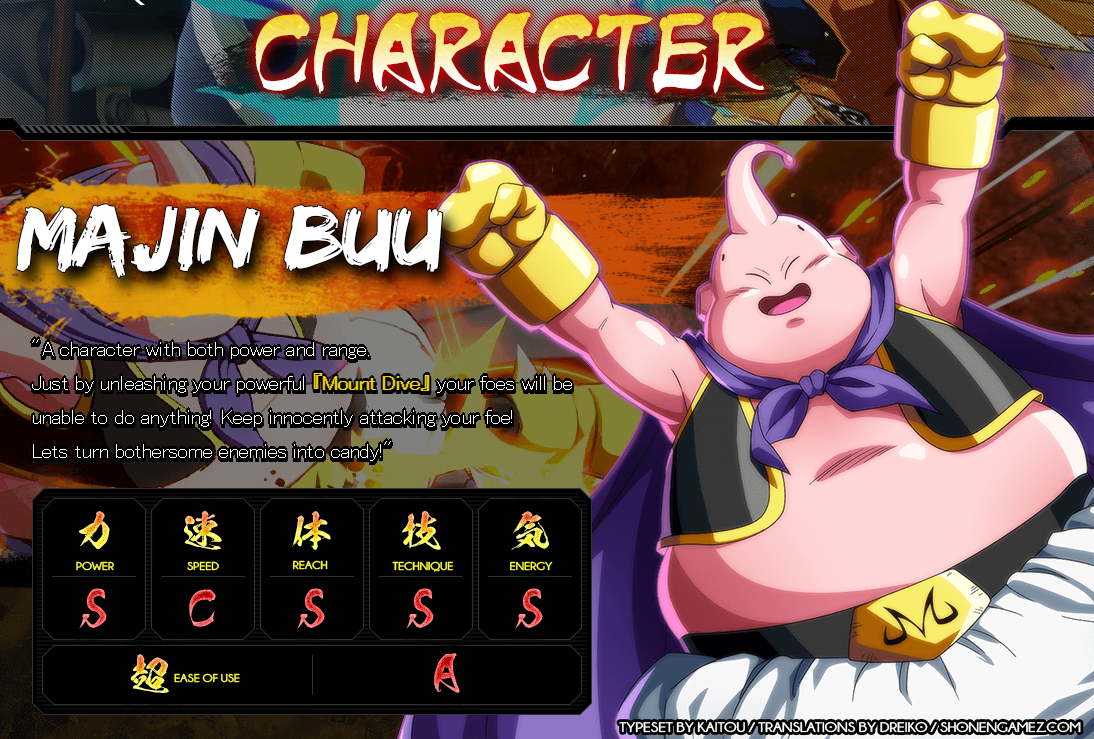 CHARACTER
MAJIN BUU
"A character with both power and range.
Just by unleashing your powerful『Mount Dive』your foes will be
unable to do anything! Keep innocently attacking your foe!
Lets turn bothersome enemies into candy!"
力 速 体 技 気
POWER SPEED REACH TECHNIQUE ENERGY
S C S S S
超 EASE OF USE A
M
TYPESET BY KAITOU / TRANSLATIONS BY DREIKO / SHONENGAMEZ.COM